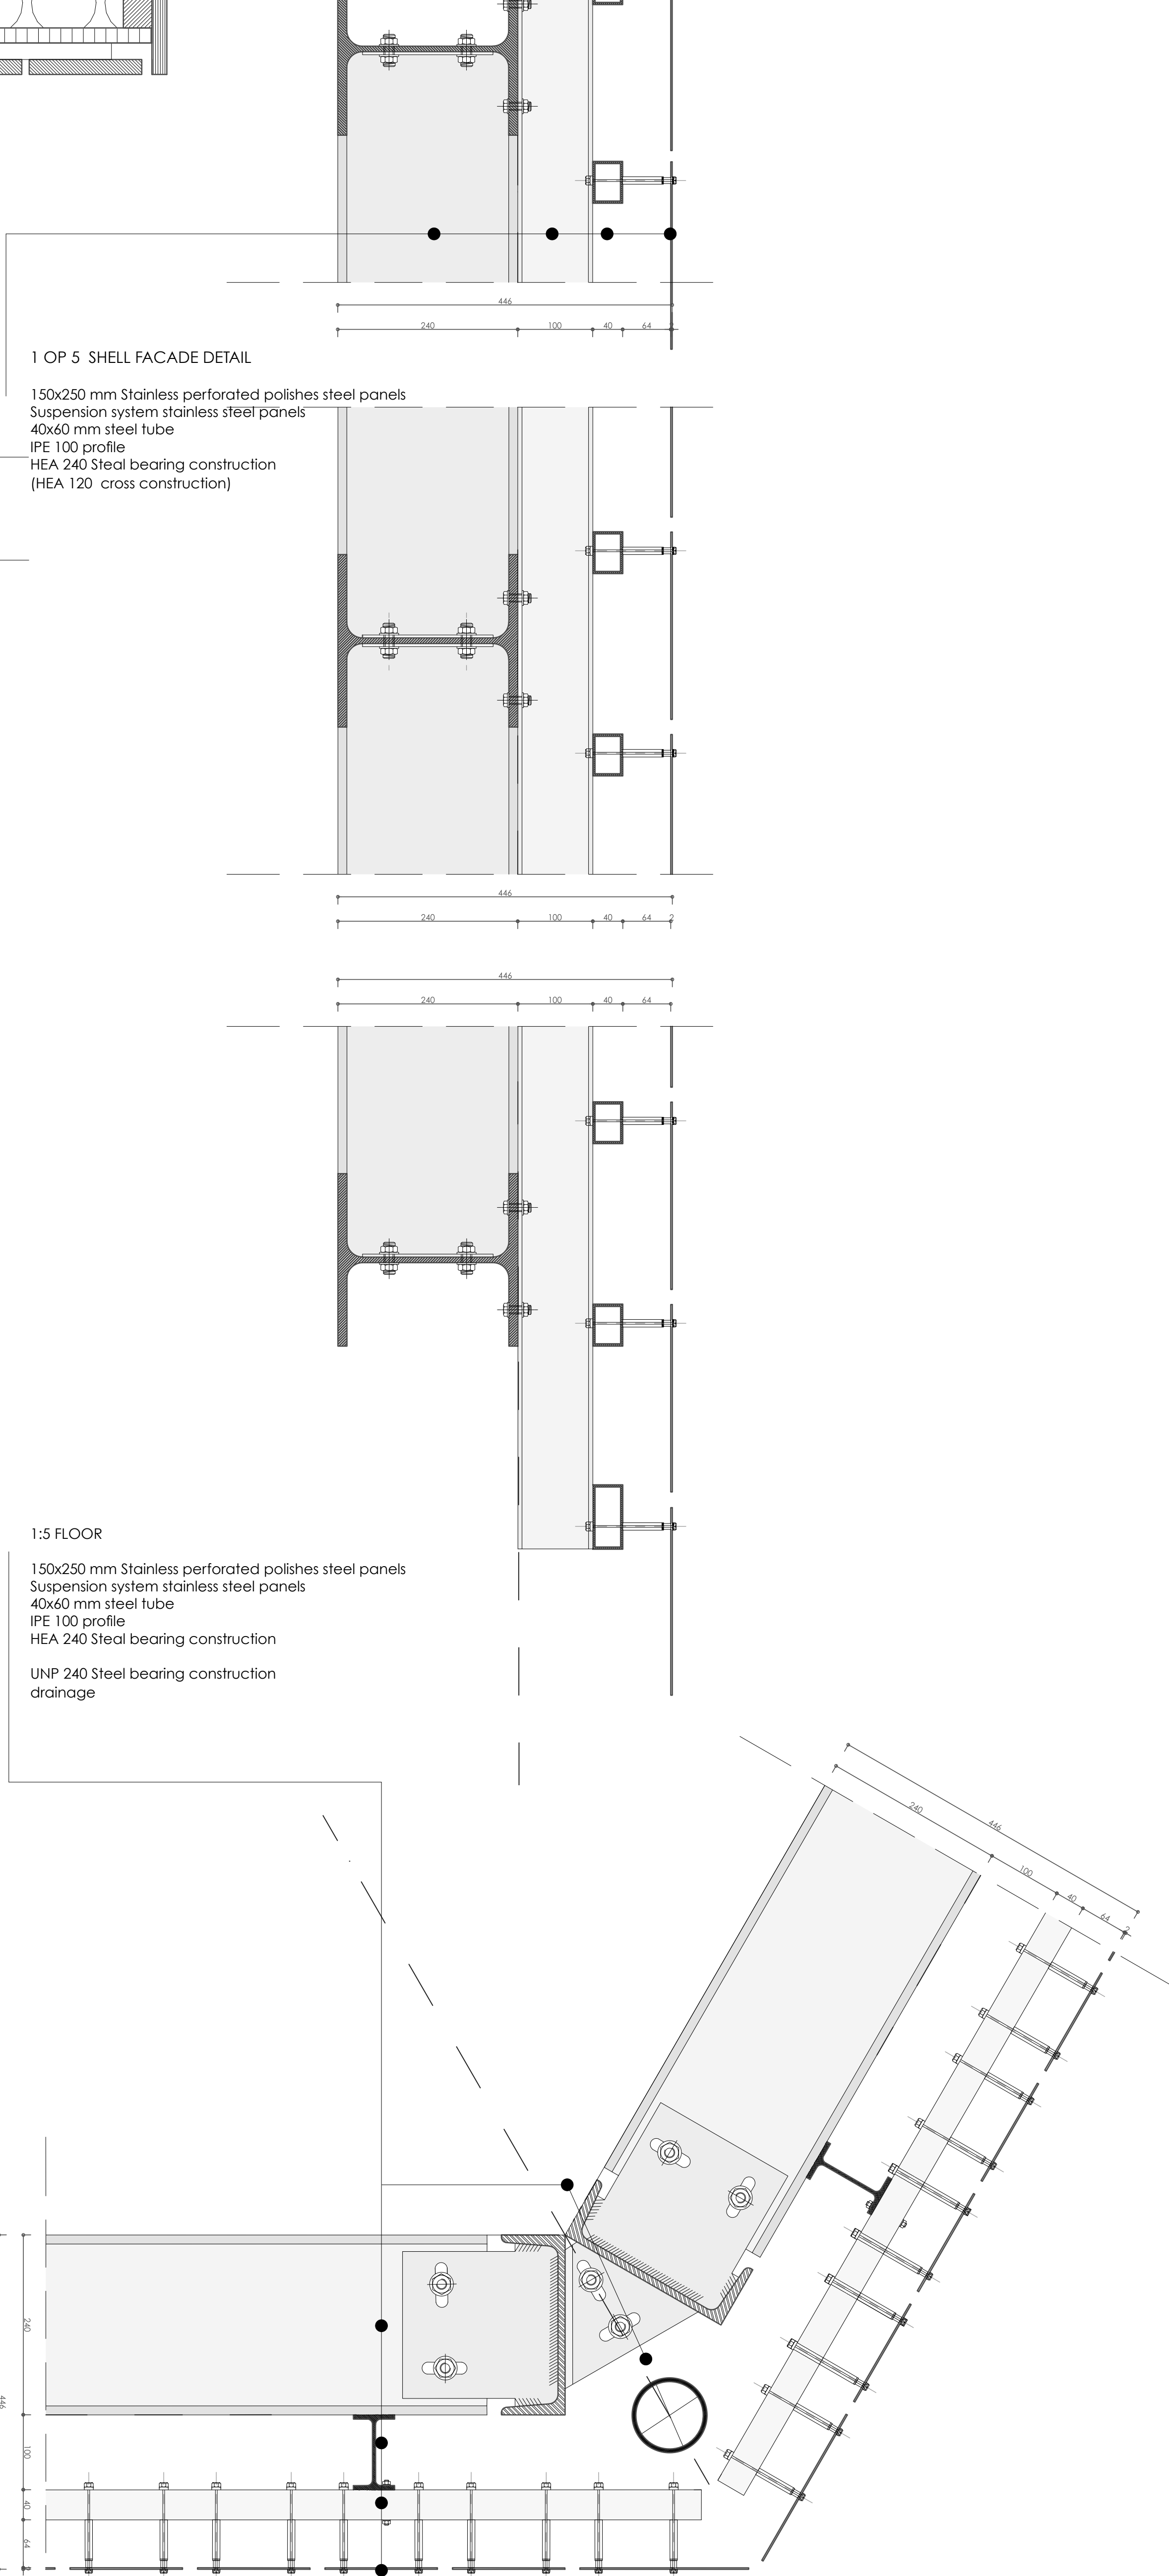 446
240 100 40 64
1 OP 5 SHELL FACADE DETAIL
150x250 mm Stainless perforated polishes steel panels
Suspension system stainless steel panels
40x60 mm steel tube
IPE 100 profile
HEA 240 Steal bearing construction
(HEA 120 cross construction)
446
240 100 40 64 2
446
240 100 40 64
1:5 FLOOR
150x250 mm Stainless perforated polishes steel panels
Suspension system stainless steel panels
40x60 mm steel tube
IPE 100 profile
HEA 240 Steal bearing construction
UNP 240 Steel bearing construction
drainage
446
240 100 40 64 2
446
240 100 40 64